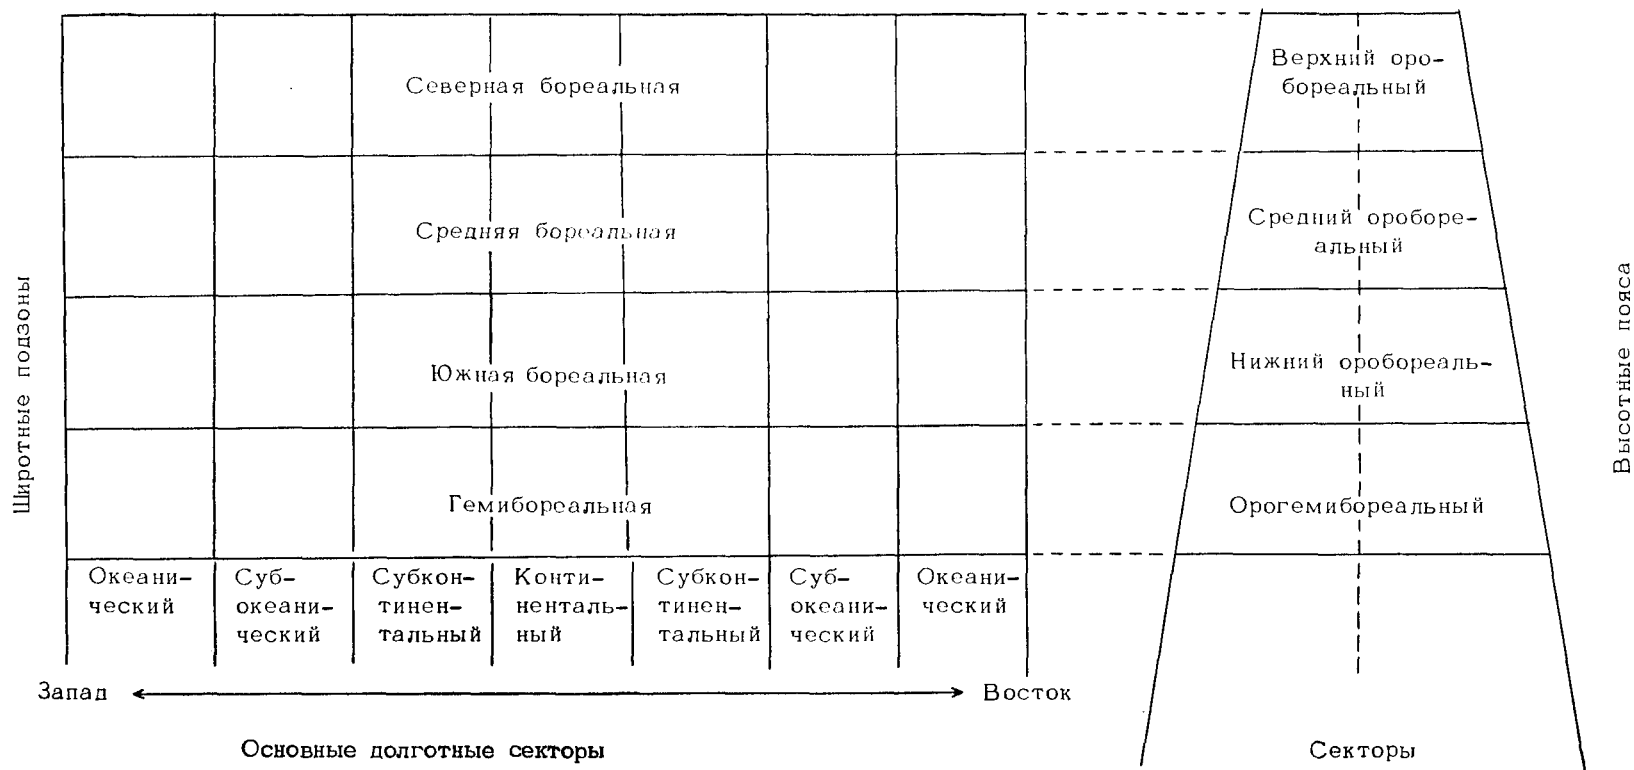 Северная бореальная
Средняя бореальная
Южная бореальная
Гемибореальная
Широтные подзоны
Океани-
ческий
Суб-
океани-
ческий
Субкон-
тинен-
тальный
Конти-
ненталь-
ный
Субкон-
тинен-
тальный
Суб-
океани-
ческий
Океани-
ческий
Запад
Восток
Основные долготные секторы
Верхний оро-
бореальный
Средний ороборе-
альный
Нижний оробореаль-
ный
Орогемибореальный
Секторы
Высотные пояса